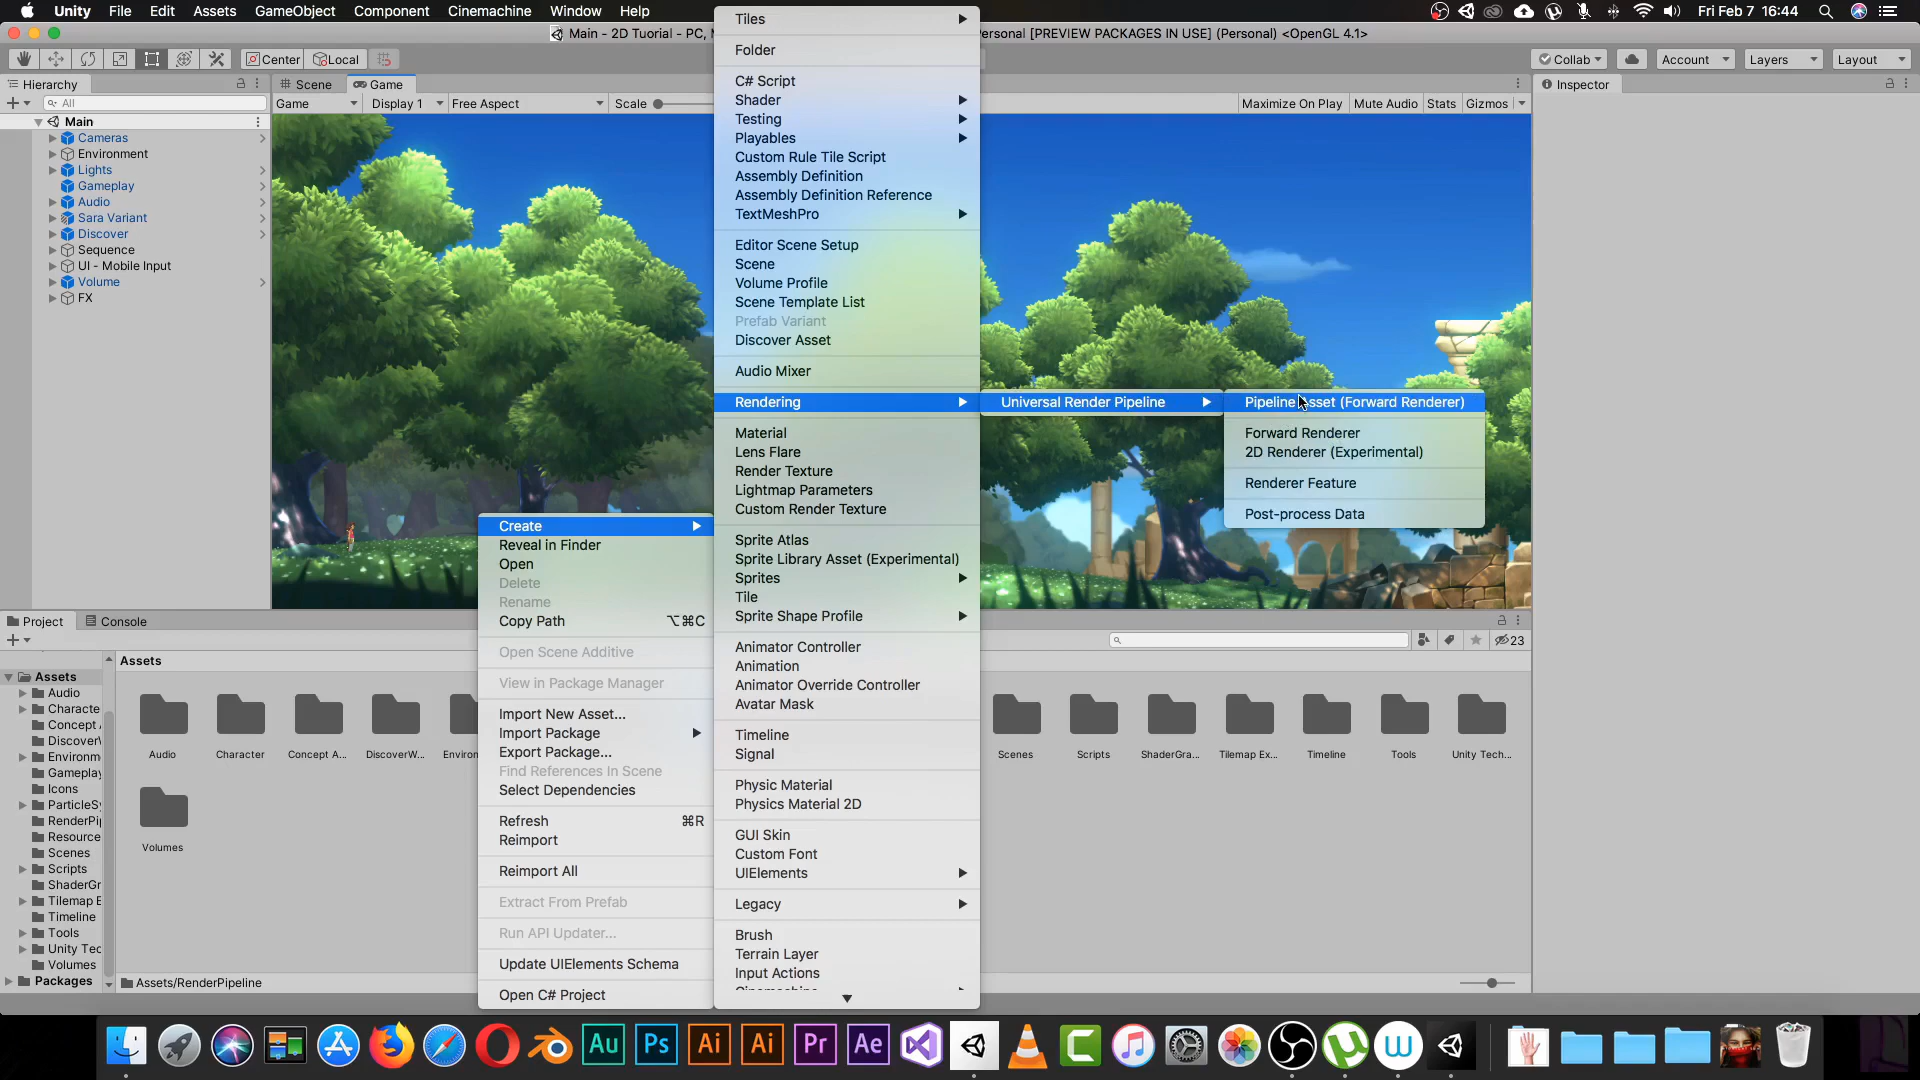 Unity File Edit Assets GameObject Component Cinemachine Window Help
Fri Feb 7 16:44
Main - 2D Tuorial - PC,
ersonal [PREVIEW PACKAGES IN USE] (Personal) <OpenGL 4.1>
Center Local
Collab Account Layers Layout
Hierarchy
All
Main
Cameras
Environment
Lights
Gameplay
Audio
Sara Variant
Discover
Sequence
UI - Mobile Input
Volume
FX
Scene Game
Game Display 1 Free Aspect Scale
Maximize On Play Mute Audio Stats Gizmos
Inspector
Tiles
Folder
C# Script
Shader
Testing
Playables
Custom Rule Tile Script
Assembly Definition
Assembly Definition Reference
TextMeshPro
Editor Scene Setup
Scene
Volume Profile
Scene Template List
Prefab Variant
Discover Asset
Audio Mixer
Rendering
Material
Lens Flare
Render Texture
Lightmap Parameters
Custom Render Texture
Sprite Atlas
Sprite Library Asset (Experimental)
Sprites
Tile
Sprite Shape Profile
Animator Controller
Animation
Animator Override Controller
Avatar Mask
Timeline
Signal
Physic Material
Physics Material 2D
GUI Skin
Custom Font
UIElements
Legacy
Brush
Terrain Layer
Input Actions
Universal Render Pipeline
Pipeline Asset (Forward Renderer)
Forward Renderer
2D Renderer (Experimental)
Renderer Feature
Post-process Data
Create
Reveal in Finder
Open
Delete
Rename
Copy Path ⌥⌘C
Open Scene Additive
View in Package Manager
Import New Asset...
Import Package
Export Package...
Find References In Scene
Select Dependencies
Refresh ⌘R
Reimport
Reimport All
Extract From Prefab
Run API Updater...
Update UIElements Schema
Open C# Project
Project Console
23
Assets
Audio
Characte
Concept
Discover
Environm
Gameplay
Icons
ParticleSy
RenderPi
Resource
Scenes
Scripts
ShaderGr
Tilemap E
Timeline
Tools
Unity Tec
Volumes
Packages
Assets
Audio Character Concept A... DiscoverW... Environ
Scenes Scripts ShaderGra... Tilemap Ex... Timeline Tools Unity Tech...
Volumes
Assets/RenderPipeline
Au Ps Ai Ai Pr Ae